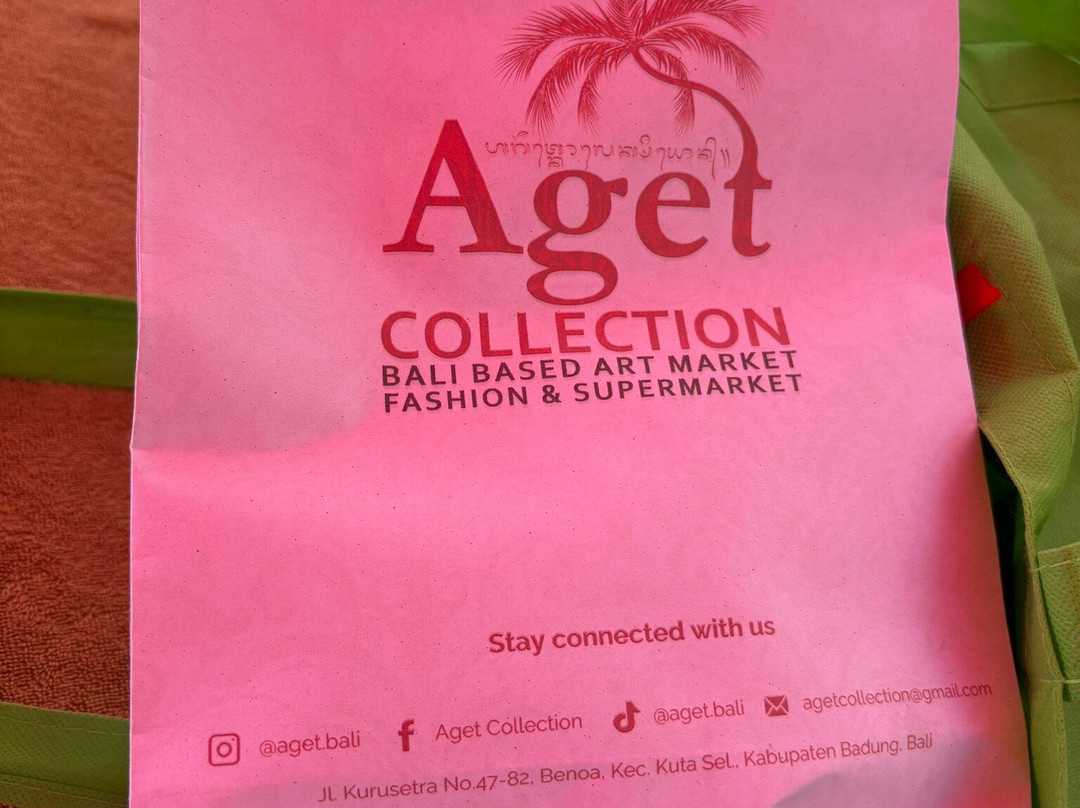 Aget
COLLECTION
BALI BASED ART MARKET
FASHION & SUPERMARKET
Stay connected with us
@aget.bali Aget Collection @aget.bali agetcollection@gmail.com
Jl. Kurusetra No.47-82, Benoa, Kec. Kuta Sel., Kabupaten Badung, Bali